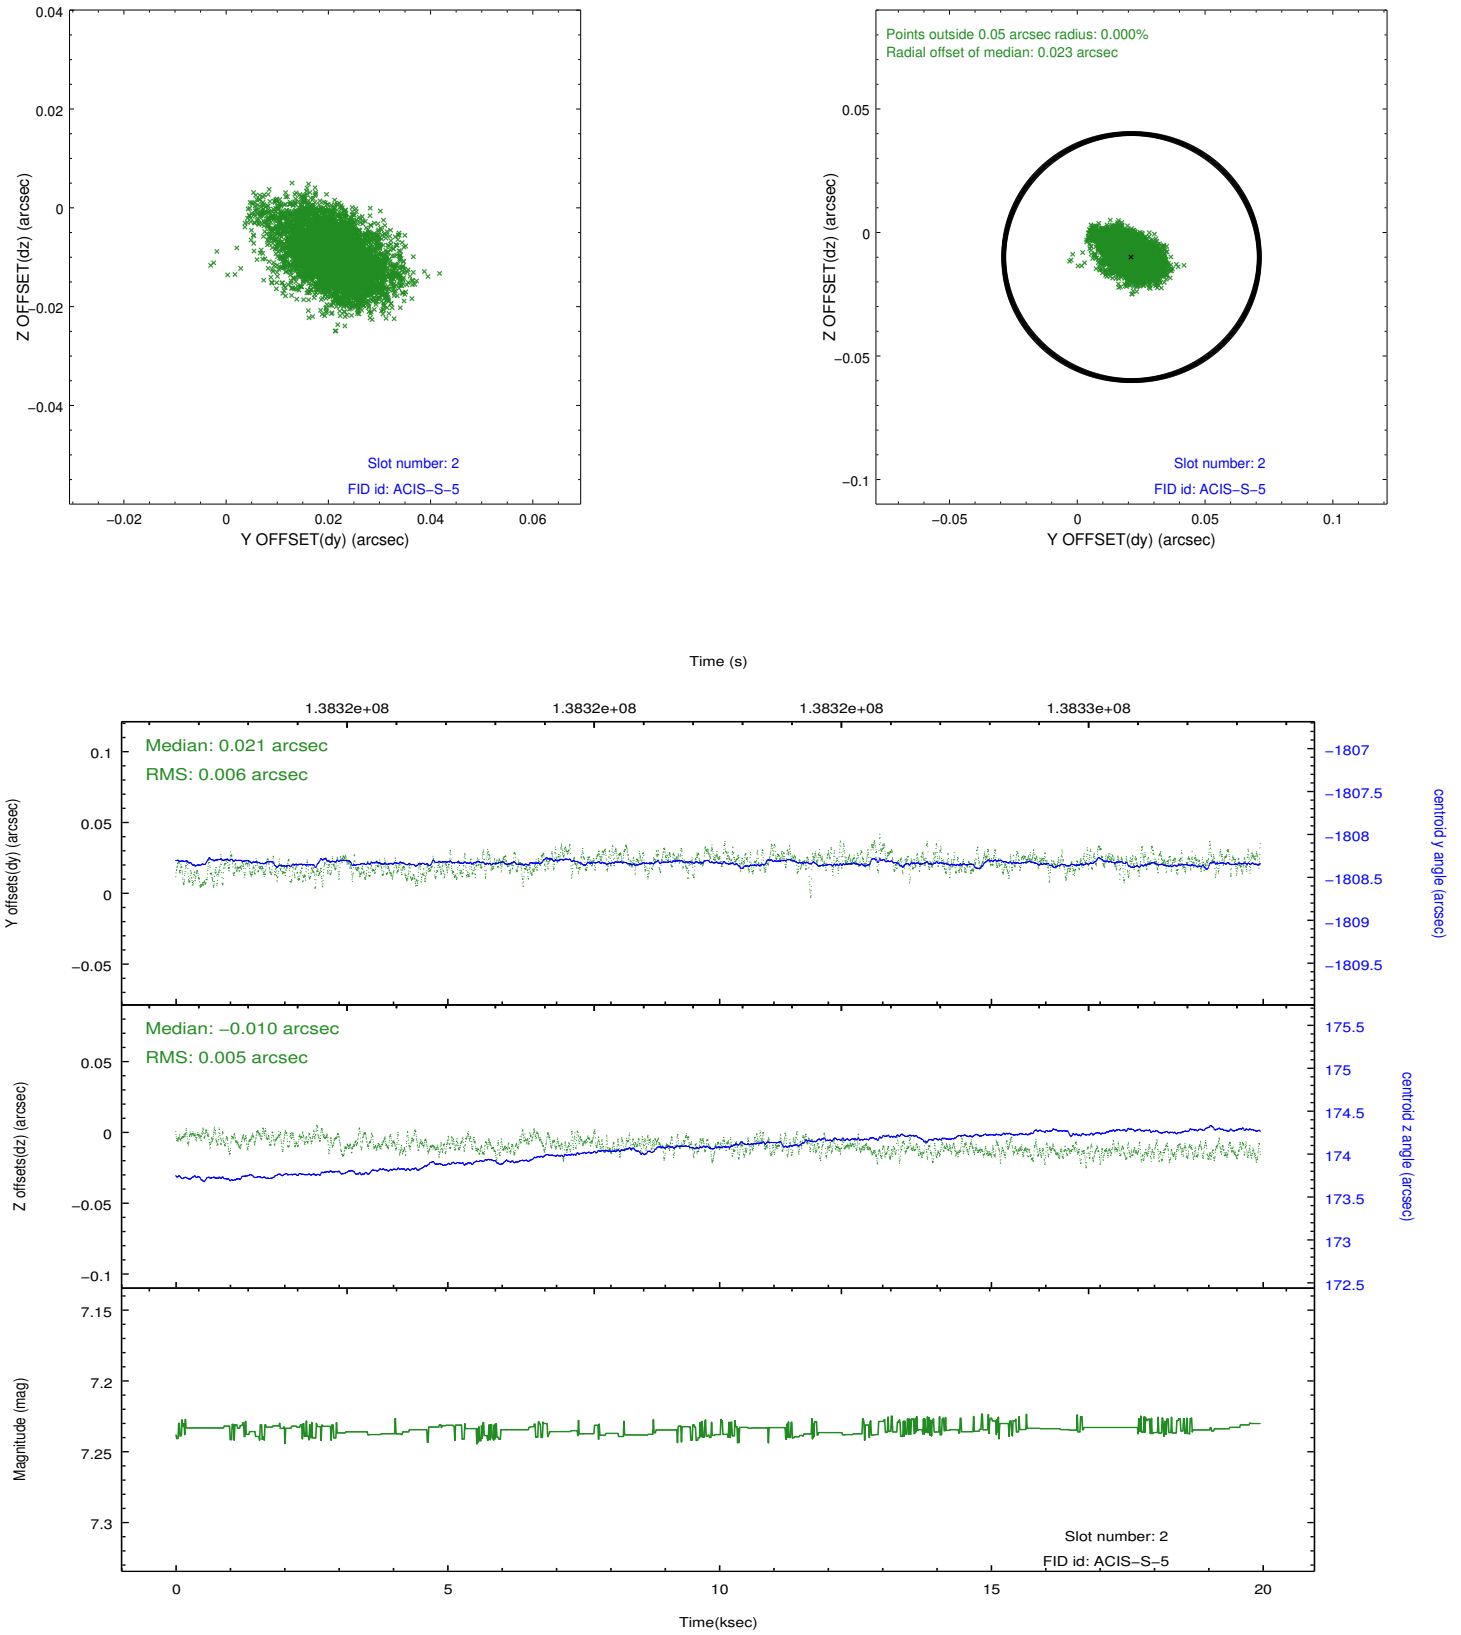 0.04
0.02
0
−0.02
−0.04
Z OFFSET(dz) (arcsec)
Slot number: 2
FID id: ACIS−S−5
−0.02 0 0.02 0.04 0.06
Y OFFSET(dy) (arcsec)
Points outside 0.05 arcsec radius: 0.000%
Radial offset of median: 0.023 arcsec
0.05
0
−0.05
−0.1
Z OFFSET(dz) (arcsec)
Slot number: 2
FID id: ACIS−S−5
−0.05 0 0.05 0.1
Y OFFSET(dy) (arcsec)
Time (s)
1.3832e+08 1.3832e+08 1.3832e+08 1.3833e+08
Median: 0.021 arcsec
RMS: 0.006 arcsec
0.1
0.05
0
−0.05
Y offsets(dy) (arcsec)
−1807
−1807.5
−1808
−1808.5
−1809
−1809.5
centroid y angle (arcsec)
Median: −0.010 arcsec
RMS: 0.005 arcsec
0.05
0
−0.05
−0.1
Z offsets(dz) (arcsec)
175.5
175
174.5
174
173.5
173
172.5
centroid z angle (arcsec)
7.15
7.2
7.25
7.3
Magnitude (mag)
Slot number: 2
FID id: ACIS−S−5
0 5 10 15 20
Time(ksec)